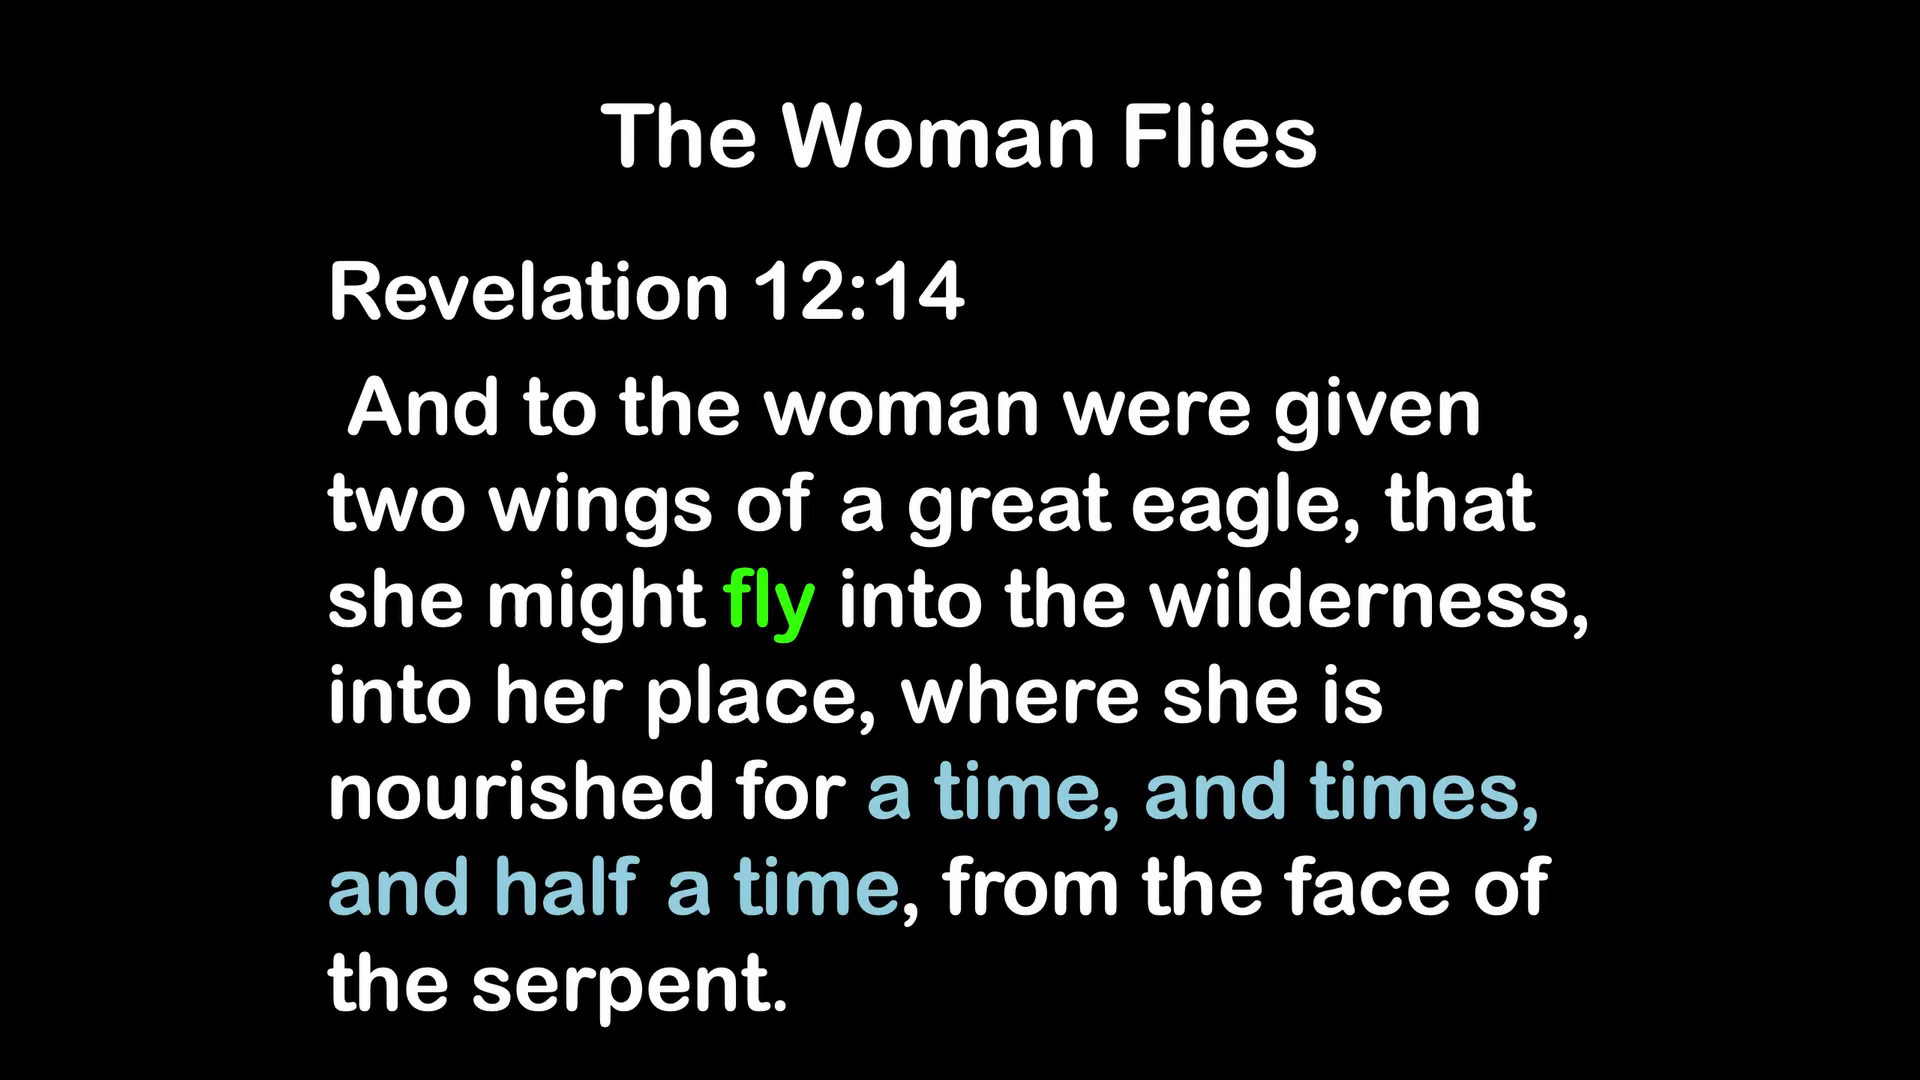 The Woman Flies
Revelation 12:14
And to the woman were given
two wings of a great eagle, that
she might fly into the wilderness,
into her place, where she is
nourished for a time, and times,
and half a time, from the face of
the serpent.